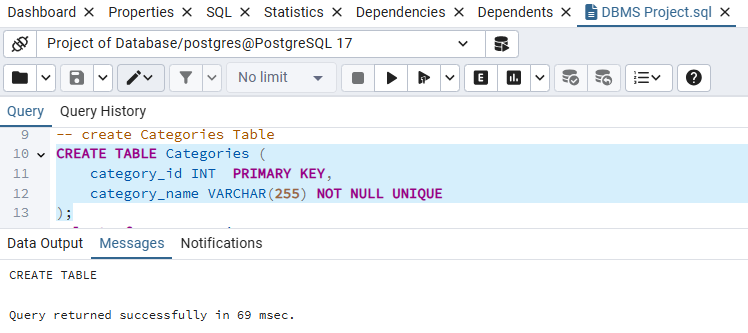 Dashboard Properties SQL Statistics Dependencies Dependents DBMS Project.sql
Project of Database/postgres@PostgreSQL 17
No limit
E
Query Query History
9 -- create Categories Table
10 CREATE TABLE Categories (
11 category_id INT  PRIMARY KEY,
12 category_name VARCHAR(255) NOT NULL UNIQUE
13 );
Data Output Messages Notifications
CREATE TABLE
Query returned successfully in 69 msec.